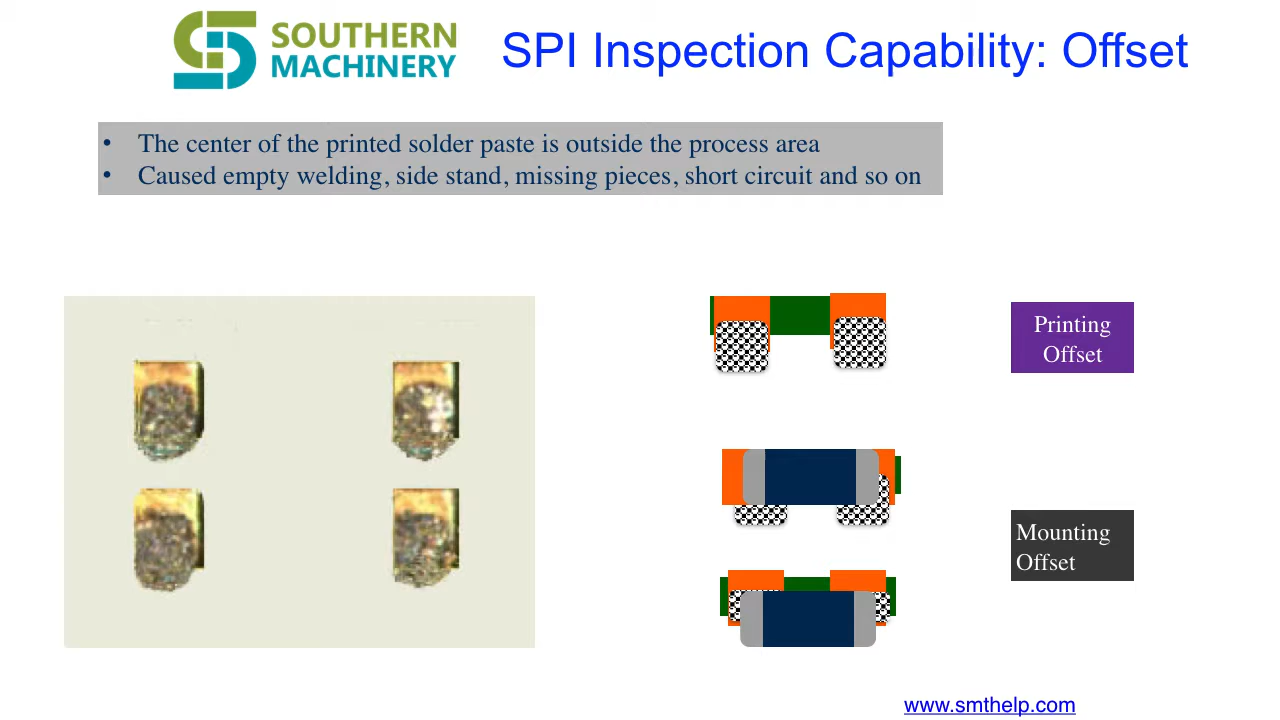 SOUTHERN
MACHINERY
SPI Inspection Capability: Offset
• The center of the printed solder paste is outside the process area
• Caused empty welding, side stand, missing pieces, short circuit and so on
Printing
Offset
Mounting
Offset
www.smthelp.com